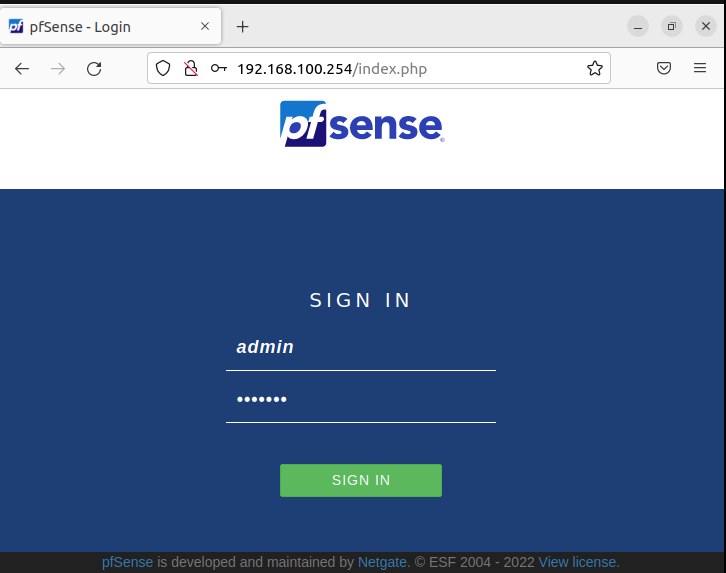 pfSense - Login
192.168.100.254/index.php
pfsense
SIGN IN
admin
•••••••
SIGN IN
pfSense is developed and maintained by Netgate. © ESF 2004 - 2022 View license.